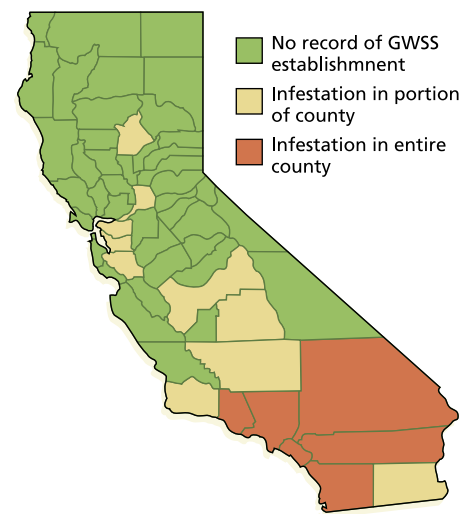 No record of GWSS
establishmnent
Infestation in portion
of county
Infestation in entire
county